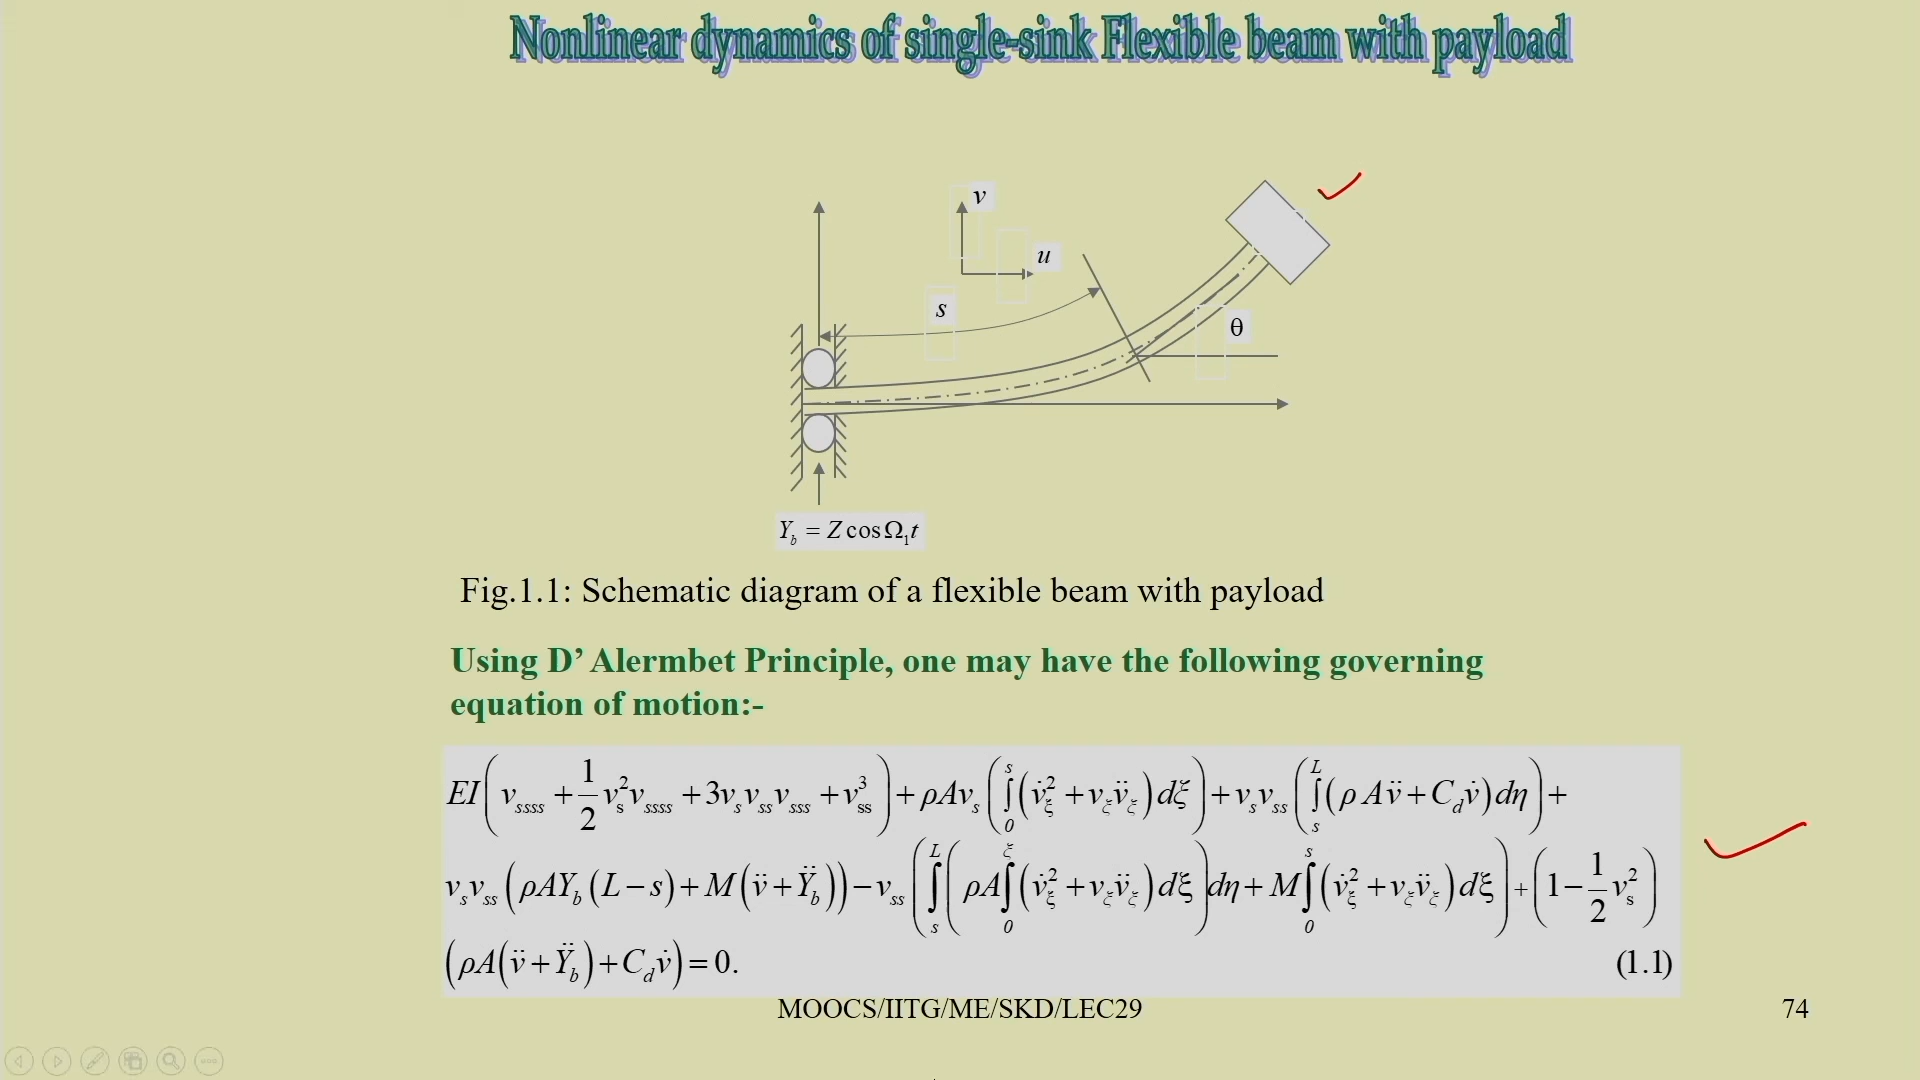 Nonlinear dynamics of single-sink Flexible beam with payload
v
u
s
θ
Y_b = Z cos Ω_1 t
Fig.1.1: Schematic diagram of a flexible beam with payload
Using D’ Alermbet Principle, one may have the following governing
equation of motion:-
EI(v_ssss + 1/2 v_s^2 v_ssss + 3v_s v_ss v_sss + v_ss^3) + ρAv_s (∫_0^s (v̇_ξ^2 + v_ξ v̈_ξ) dξ) + v_s v_ss (∫_s^L (ρ A v̈ + C_d v̇) dη) +
v_s v_ss (ρAY_b (L − s) + M(v̈ + Ÿ_b)) − v_ss (∫_s^L (ρA∫_0^ξ (v̇_ξ^2 + v_ξ v̈_ξ) dξ) dη + M∫_0^s (v̇_ξ^2 + v_ξ v̈_ξ) dξ) + (1 − 1/2 v_s^2)
(ρA(v̈ + Ÿ_b) + C_d v̇) = 0. (1.1)
MOOCS/IITG/ME/SKD/LEC29 74